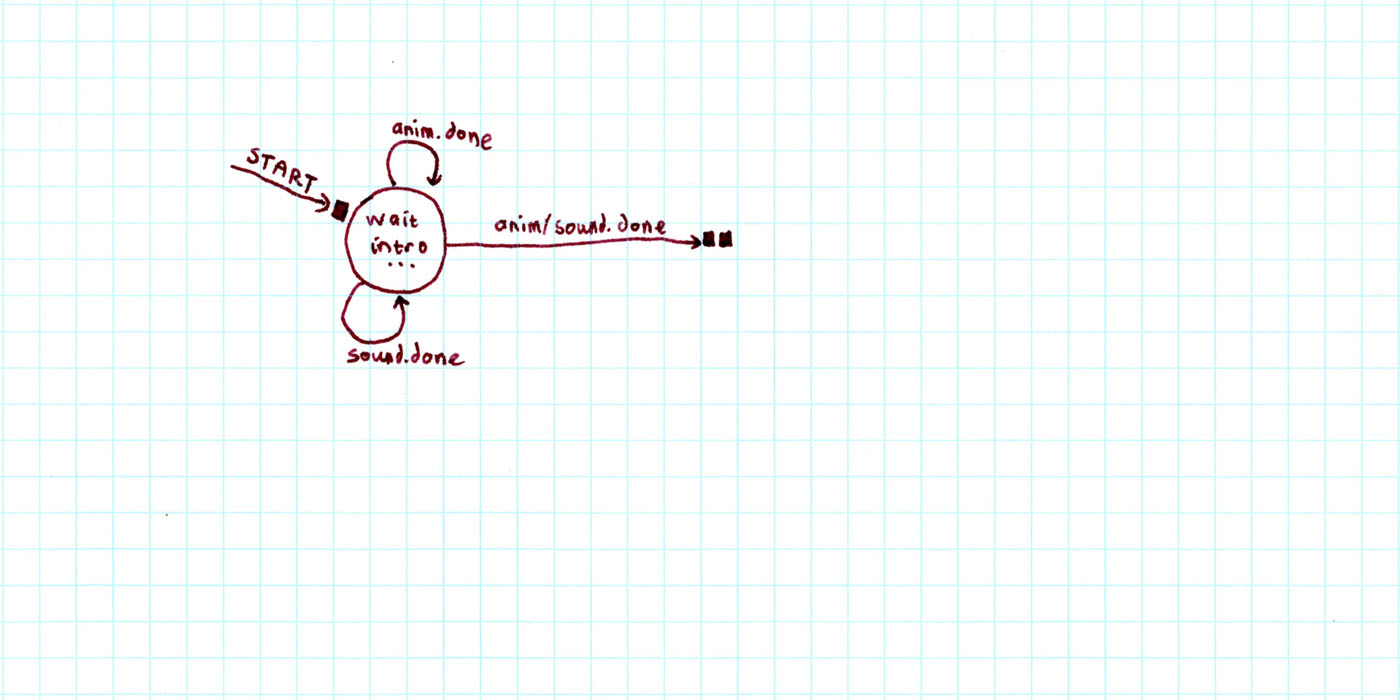 anim.done
START
wait
intro
...
anim/sound.done
sound.done